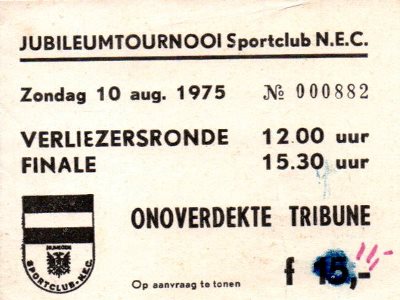 JUBILEUMTOURNOOI Sportclub N.E.C.
Zondag 10 aug. 1975 № 000882
VERLIEZERSRONDE 12.00 uur
FINALE 15.30 uur
ONOVERDEKTE TRIBUNE
NIJMEGEN
SPORTCLUB-N.E.C.
11,-
f 15,-
Op aanvraag te tonen